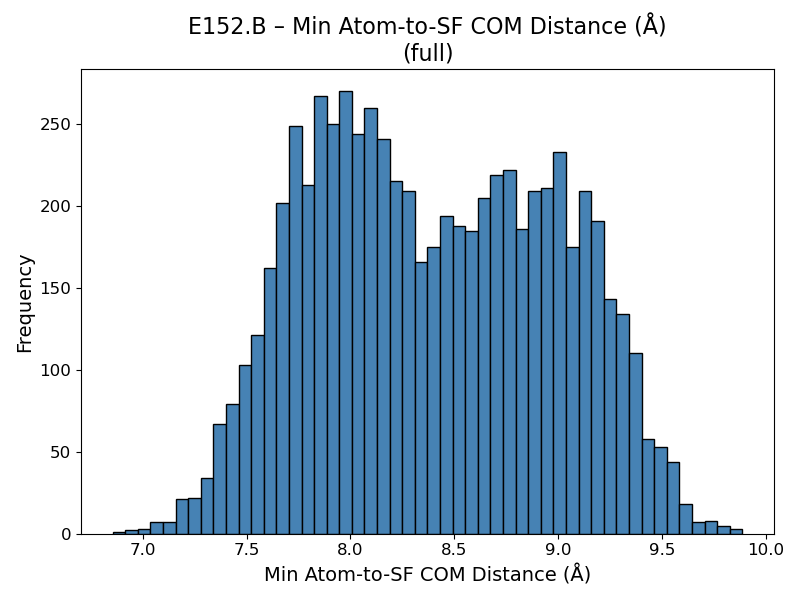 E152.B – Min Atom-to-SF COM Distance (Å)
(full)
Frequency
250
200
150
100
50
0
7.0 7.5 8.0 8.5 9.0 9.5 10.0
Min Atom-to-SF COM Distance (Å)